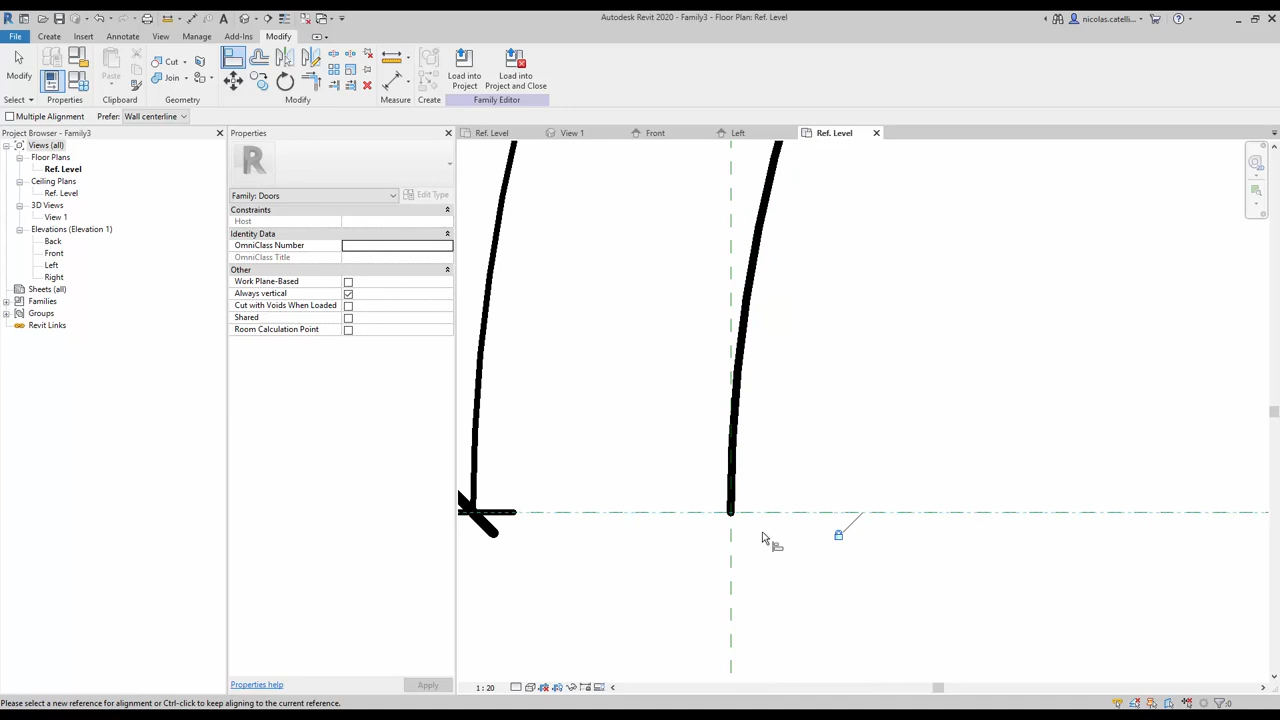 Autodesk Revit 2020 - Family3 - Floor Plan: Ref. Level
nicolas.catelli...
File Create Insert Annotate View Manage Add-Ins Modify
Modify
Paste
Cut
Join
Load into Project
Load into Project and Close
Select Properties Clipboard Geometry Modify Measure Create Family Editor
Multiple Alignment Prefer: Wall centerline
Project Browser - Family3
Views (all)
Floor Plans
Ref. Level
Ceiling Plans
Ref. Level
3D Views
View 1
Elevations (Elevation 1)
Back
Front
Left
Right
Sheets (all)
Families
Groups
Revit Links
Properties
R
Family: Doors
Edit Type
Constraints
Host
Identity Data
OmniClass Number
OmniClass Title
Other
Work Plane-Based
Always vertical
Cut with Voids When Loaded
Shared
Room Calculation Point
Properties help
Apply
Ref. Level View 1 Front Left Ref. Level
1 : 20
Please select a new reference for alignment or Ctrl-click to keep aligning to the current reference.
:0